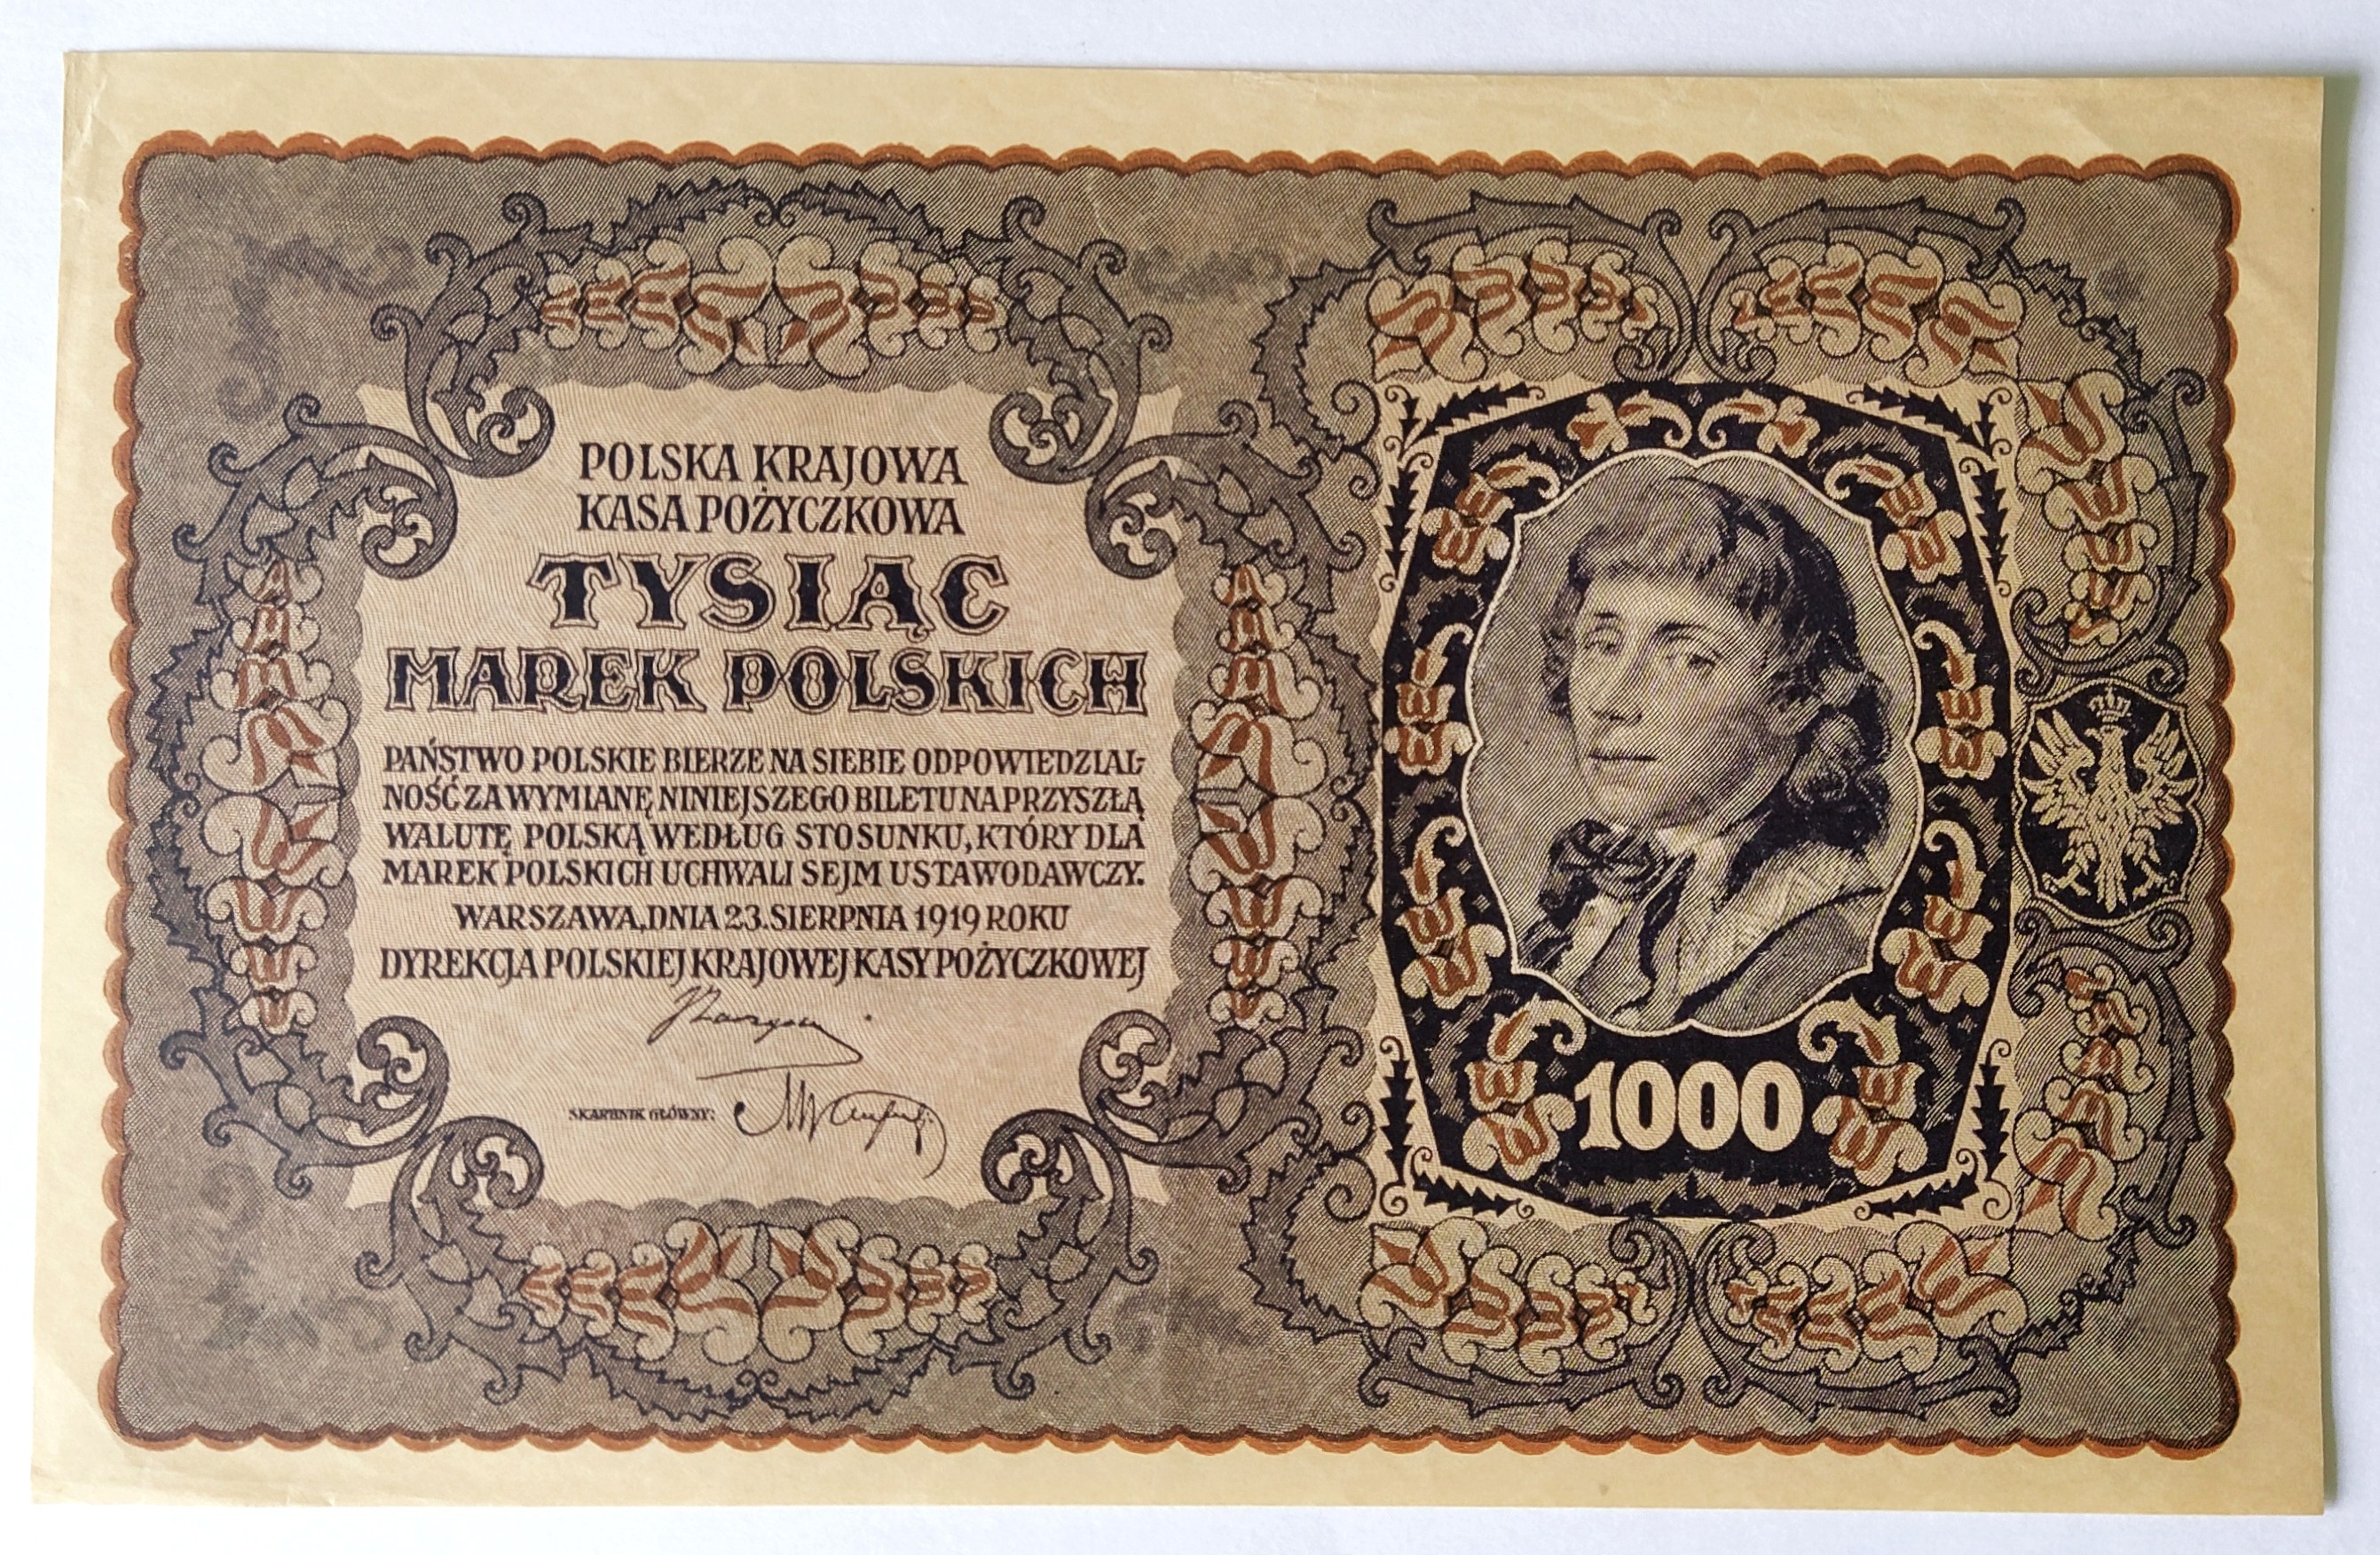 POLSKA KRAJOWA
KASA POŻYCZKOWA
TYSIĄC
MAREK POLSKICH
PAŃSTWO POLSKIE BIERZE NA SIEBIE ODPOWIEDZIAL-
NOŚĆ ZA WYMIANĘ NINIEJSZEGO BILETU NA PRZYSZŁĄ
WALUTĘ POLSKĄ WEDŁUG STOSUNKU, KTÓRY DLA
MAREK POLSKICH UCHWALI SEJM USTAWODAWCZY.
WARSZAWA, DNIA 23. SIERPNIA 1919 ROKU
DYREKCJA POLSKIEJ KRAJOWEJ KASY POŻYCZKOWEJ
SKARBNIK GŁÓWNY:
1000